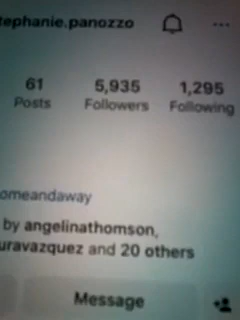 tephanie.panozzo
61 5,935 1,295
Posts Followers Following
omeandaway
by angelinathomson,
uravazquez and 20 others
Message